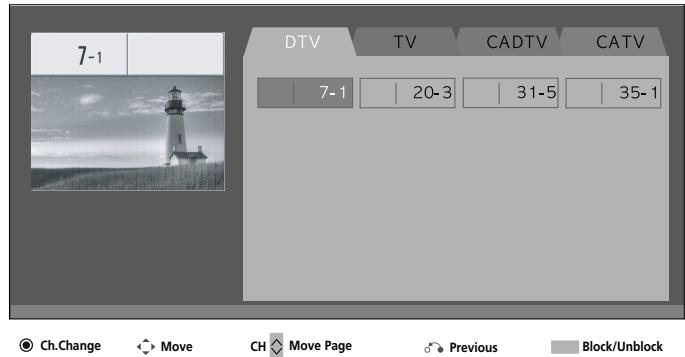 7-1
DTV TV CADTV CATV
7-1 20-3 31-5 35-1
Ch.Change Move CH Move Page Previous Block/Unblock